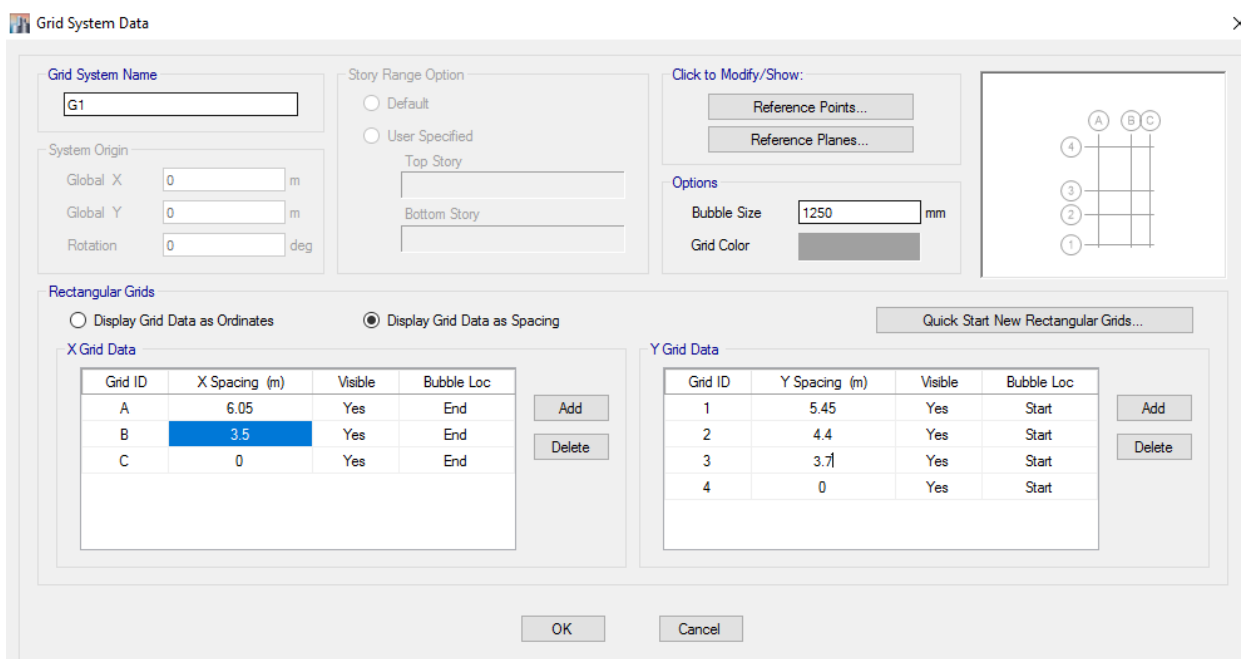 Grid System Data
Grid System Name
G1
System Origin
Global X 0 m
Global Y 0 m
Rotation 0 deg
Story Range Option
Default
User Specified
Top Story
Bottom Story
Click to Modify/Show:
Reference Points...
Reference Planes...
Options
Bubble Size 1250 mm
Grid Color
A B C
4
3
2
1
Rectangular Grids
Display Grid Data as Ordinates Display Grid Data as Spacing Quick Start New Rectangular Grids...
X Grid Data
Grid ID X Spacing (m) Visible Bubble Loc
A 6.05 Yes End
B 3.5 Yes End
C 0 Yes End
Add
Delete
Y Grid Data
Grid ID Y Spacing (m) Visible Bubble Loc
1 5.45 Yes Start
2 4.4 Yes Start
3 3.7 Yes Start
4 0 Yes Start
Add
Delete
OK Cancel